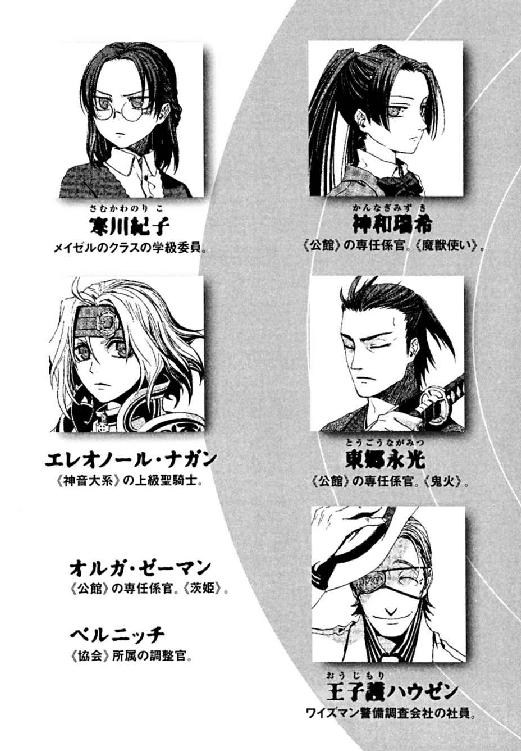 さむかわのりこ
寒川紀子
メイゼルのクラスの学級委員。
かんなぎみずき
神和瑞希
《公館》の専任係官。《魔獣使い》。
エレオノール・ナガン
《神音大系》の上級聖騎士。
とうごうながみつ
東郷永光
《公館》の専任係官。《鬼火》。
オルガ・ゼーマン
《公館》の専任係官。《茨姫》。
ベルニッチ
《協会》所属の調整官。
おうじもり
王子護ハウゼン
ワイズマン警備調査会社の社員。